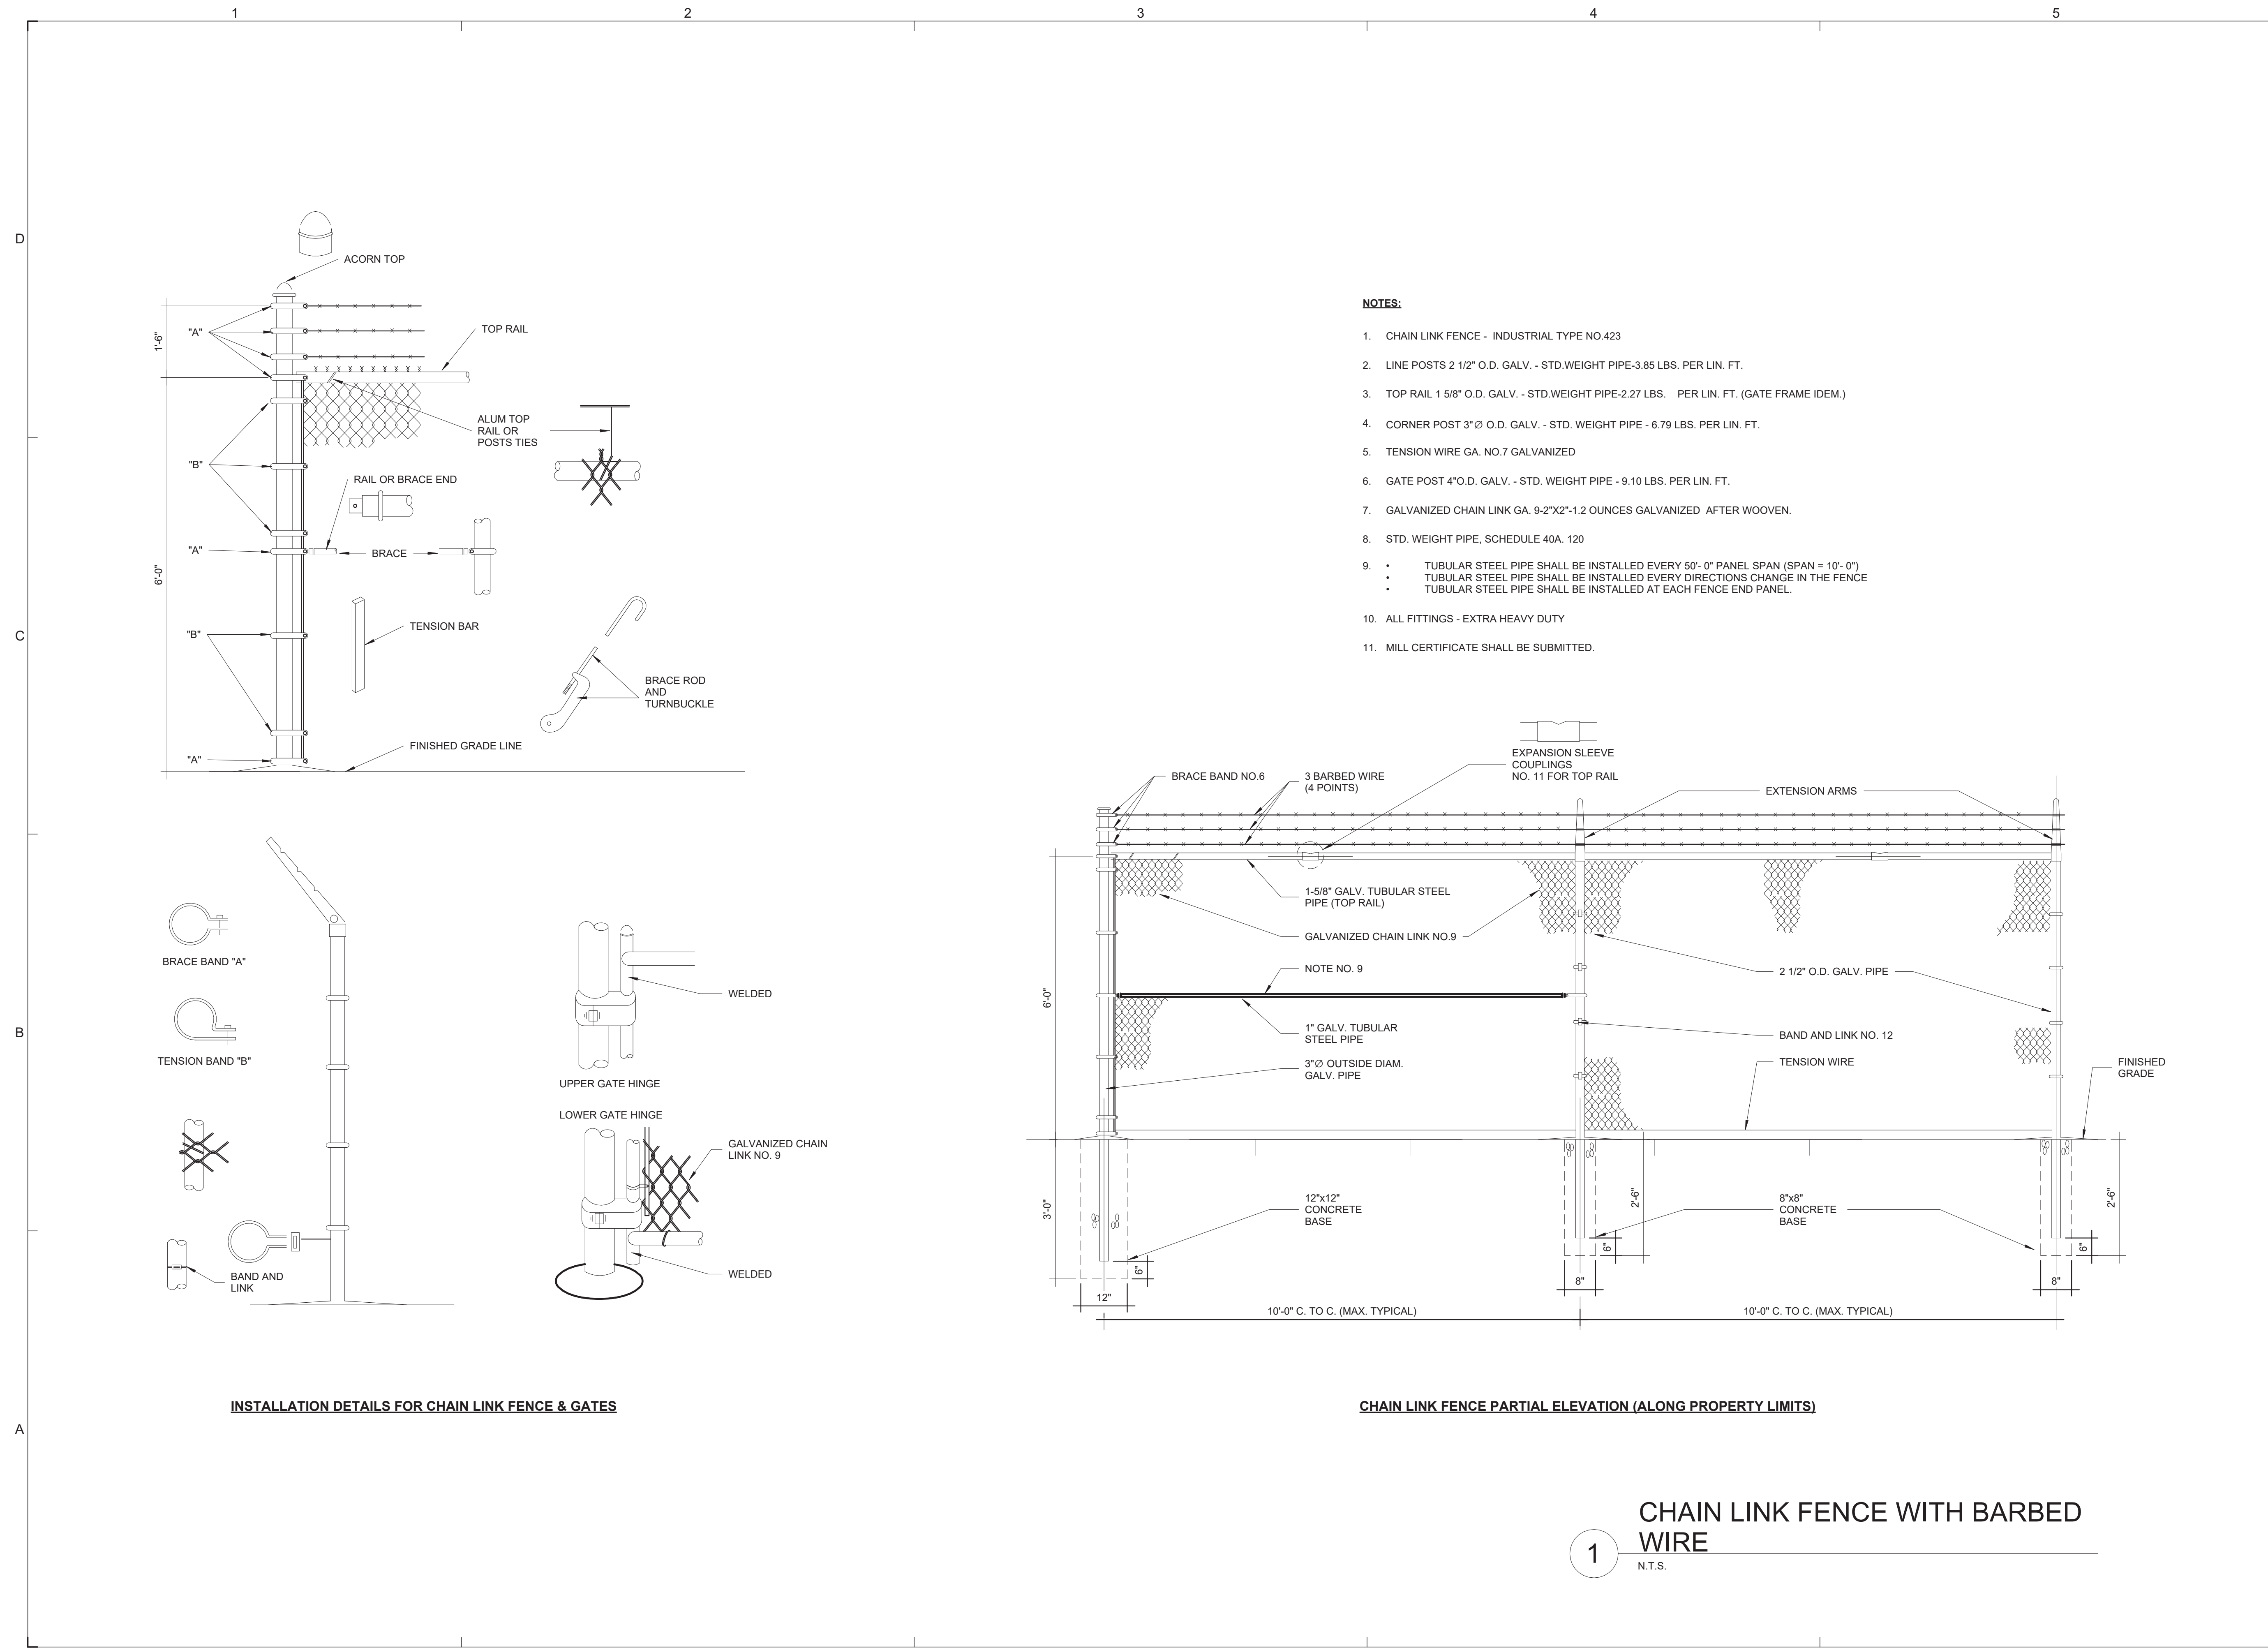 1
2
3
4
5
D
C
B
A
ACORN TOP
"A"
1'-6"
TOP RAIL
ALUM TOP
RAIL OR
POSTS TIES
"B"
RAIL OR BRACE END
"A"
BRACE
6'-0"
"B"
TENSION BAR
BRACE ROD
AND
TURNBUCKLE
FINISHED GRADE LINE
"A"
BRACE BAND "A"
TENSION BAND "B"
BAND AND
LINK
WELDED
UPPER GATE HINGE
LOWER GATE HINGE
GALVANIZED CHAIN
LINK NO. 9
WELDED
INSTALLATION DETAILS FOR CHAIN LINK FENCE & GATES
NOTES:
1. CHAIN LINK FENCE - INDUSTRIAL TYPE NO.423
2. LINE POSTS 2 1/2" O.D. GALV. - STD.WEIGHT PIPE-3.85 LBS. PER LIN. FT.
3. TOP RAIL 1 5/8" O.D. GALV. - STD.WEIGHT PIPE-2.27 LBS. PER LIN. FT. (GATE FRAME IDEM.)
4. CORNER POST 3"∅ O.D. GALV. - STD. WEIGHT PIPE - 6.79 LBS. PER LIN. FT.
5. TENSION WIRE GA. NO.7 GALVANIZED
6. GATE POST 4"O.D. GALV. - STD. WEIGHT PIPE - 9.10 LBS. PER LIN. FT.
7. GALVANIZED CHAIN LINK GA. 9-2"X2"-1.2 OUNCES GALVANIZED AFTER WOOVEN.
8. STD. WEIGHT PIPE, SCHEDULE 40A. 120
9. • TUBULAR STEEL PIPE SHALL BE INSTALLED EVERY 50'- 0" PANEL SPAN (SPAN = 10'- 0")
• TUBULAR STEEL PIPE SHALL BE INSTALLED EVERY DIRECTIONS CHANGE IN THE FENCE
• TUBULAR STEEL PIPE SHALL BE INSTALLED AT EACH FENCE END PANEL.
10. ALL FITTINGS - EXTRA HEAVY DUTY
11. MILL CERTIFICATE SHALL BE SUBMITTED.
EXPANSION SLEEVE
COUPLINGS
NO. 11 FOR TOP RAIL
BRACE BAND NO.6
3 BARBED WIRE
(4 POINTS)
EXTENSION ARMS
1-5/8" GALV. TUBULAR STEEL
PIPE (TOP RAIL)
GALVANIZED CHAIN LINK NO.9
NOTE NO. 9
2 1/2" O.D. GALV. PIPE
6'-0"
1" GALV. TUBULAR
STEEL PIPE
BAND AND LINK NO. 12
3"∅ OUTSIDE DIAM.
GALV. PIPE
TENSION WIRE
FINISHED
GRADE
3'-0"
12"x12"
CONCRETE
BASE
2'-6"
8"x8"
CONCRETE
BASE
2'-6"
6"
6"
6"
12"
8"
8"
10'-0" C. TO C. (MAX. TYPICAL)
10'-0" C. TO C. (MAX. TYPICAL)
CHAIN LINK FENCE PARTIAL ELEVATION (ALONG PROPERTY LIMITS)
1
CHAIN LINK FENCE WITH BARBED
WIRE
N.T.S.